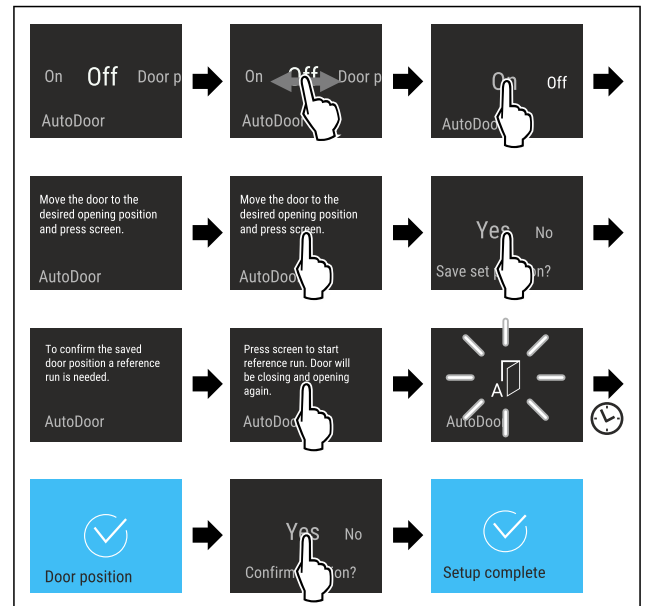 On Off Door p
AutoDoor
On Off Door p
AutoDoor
On Off
AutoDoo
Move the door to the
desired opening position
and press screen.
AutoDoor
Move the door to the
desired opening position
and press screen.
AutoDoo
Yes No
Save set p on?
To confirm the saved
door position a reference
run is needed.
AutoDoor
Press screen to start
reference run. Door will
be closing and opening
again.
AutoDoo
A
AutoDoor
Door position
Yes No
Confirm on?
Setup complete